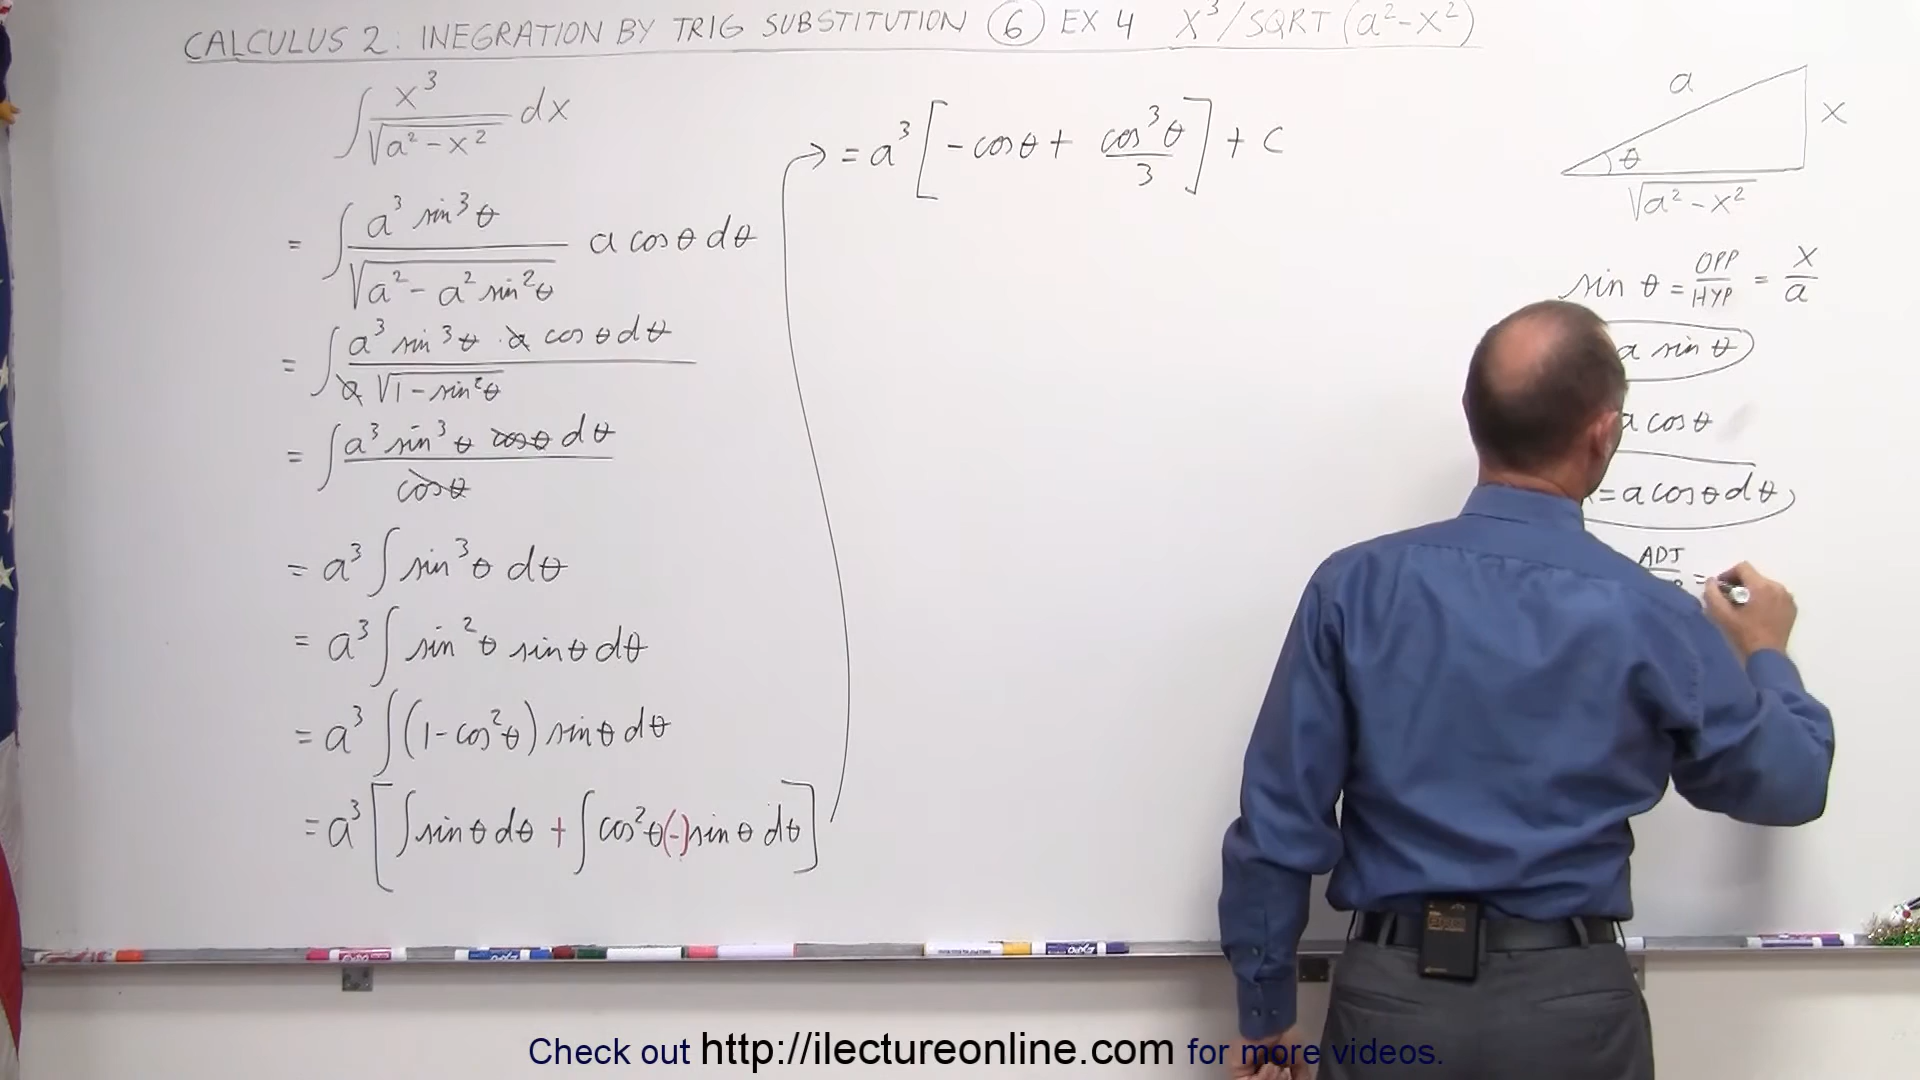 CALCULUS 2: INEGRATION BY TRIG SUBSTITUTION ⑥ EX 4 X³/SQRT (a²-X²)
∫ x³/√(a²-x²) dx
= ∫ a³ sin³θ/√(a²-a² sin²θ) a cosθ dθ
= ∫ a³ sin³θ · a cosθ dθ/a√(1-sin²θ)
= ∫ a³ sin³θ cosθ dθ/cosθ
= a³ ∫ sin³θ dθ
= a³ ∫ sin²θ sinθ dθ
= a³ ∫ (1-cos²θ) sinθ dθ
= a³ [∫ sinθ dθ + ∫ cos²θ(-)sinθ dθ]
→ = a³ [-cosθ + cos³θ/3] + C
a
x
θ
√(a²-x²)
sin θ = OPP/HYP = x/a
a sin θ
a cosθ
= a cosθ dθ
ADJ
=
Check out http://ilectureonline.com for more videos.